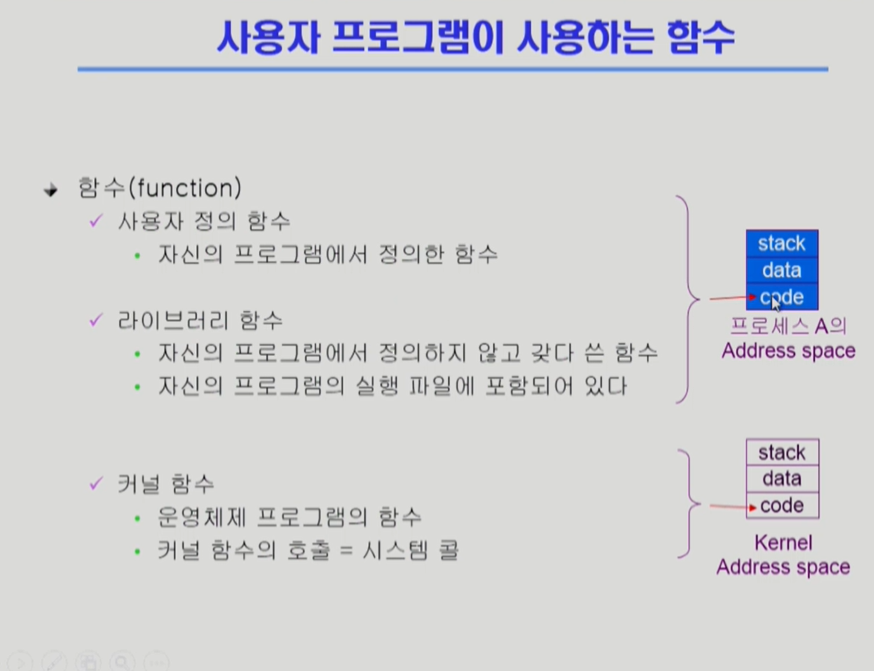 사용자 프로그램이 사용하는 함수
함수(function)
사용자 정의 함수
자신의 프로그램에서 정의한 함수
라이브러리 함수
자신의 프로그램에서 정의하지 않고 갖다 쓴 함수
자신의 프로그램의 실행 파일에 포함되어 있다
stack
data
code
프로세스 A의
Address space
커널 함수
운영체제 프로그램의 함수
커널 함수의 호출 = 시스템 콜
stack
data
code
Kernel
Address space